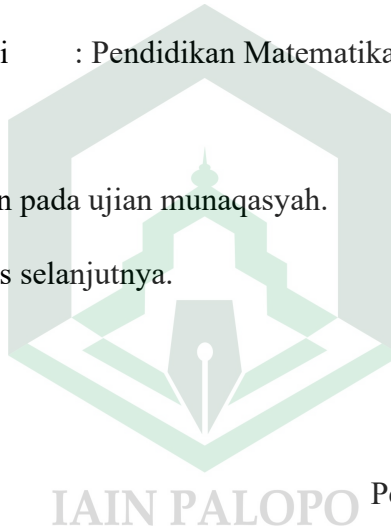 i : Pendidikan Matematika
n pada ujian munaqasyah.
s selanjutnya.
Pe
IAIN PALOPO